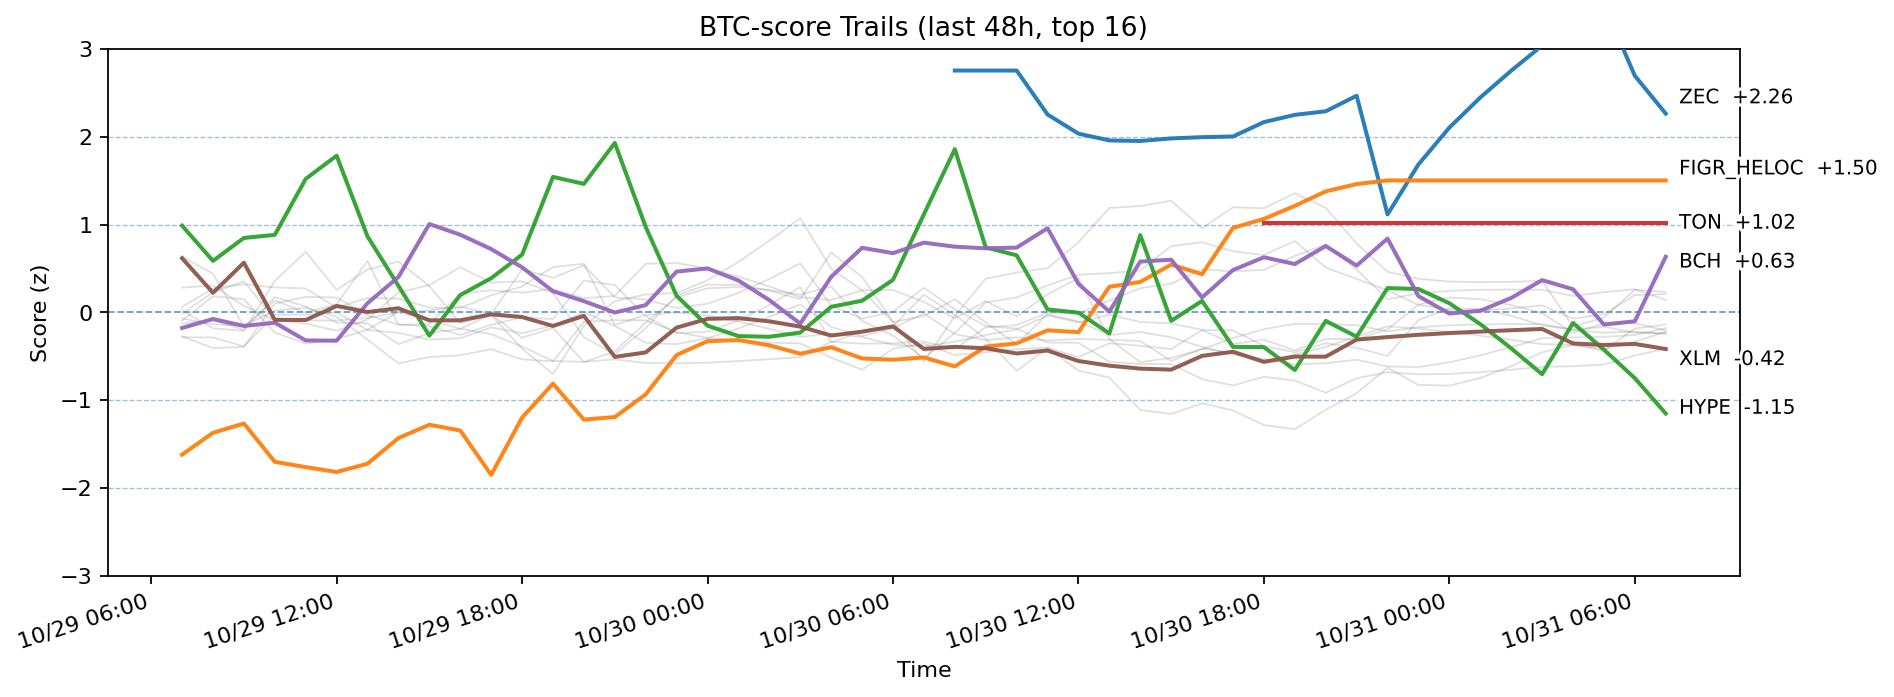 BTC-score Trails (last 48h, top 16)
Score (z)
3
2
1
0
−1
−2
−3
ZEC +2.26
FIGR_HELOC +1.50
TON +1.02
BCH +0.63
XLM -0.42
HYPE -1.15
10/29 06:00
10/29 12:00
10/29 18:00
10/30 00:00
10/30 06:00
10/30 12:00
10/30 18:00
10/31 00:00
10/31 06:00
Time